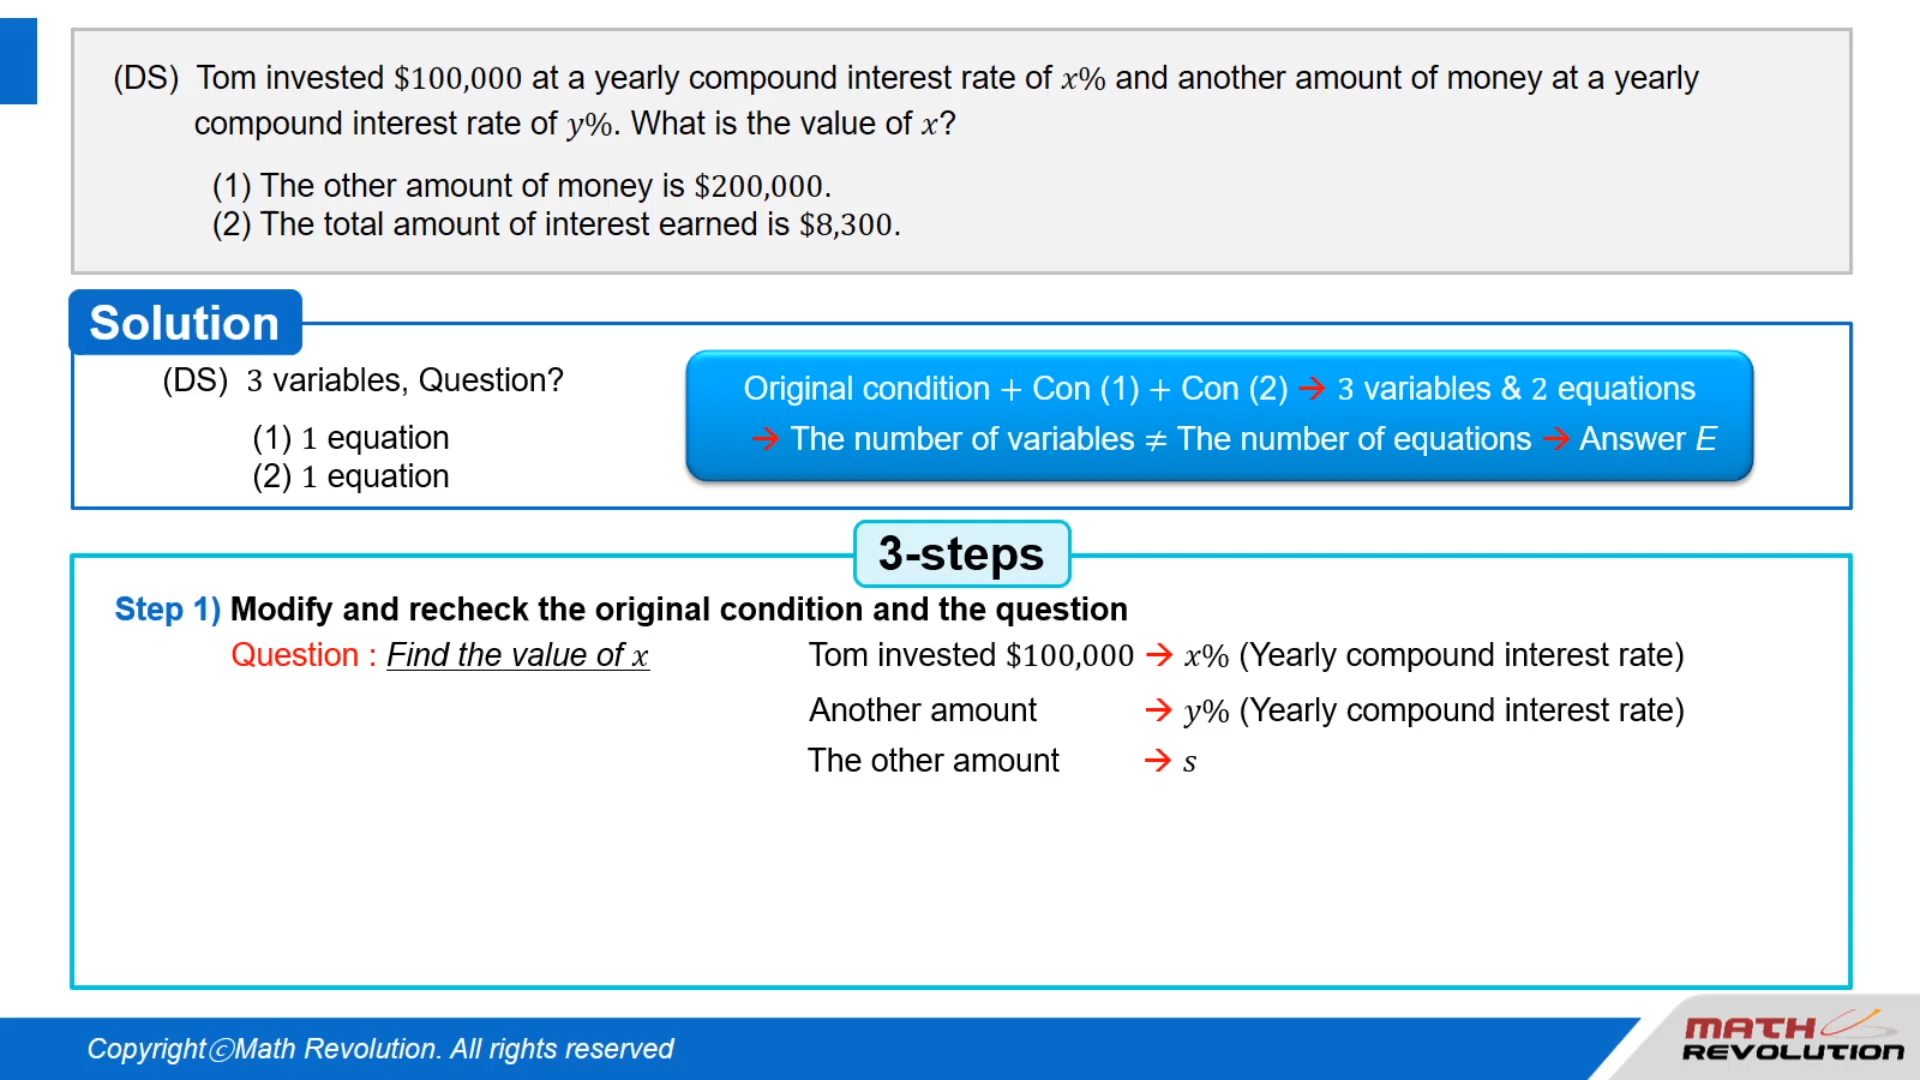 (DS) Tom invested $100,000 at a yearly compound interest rate of x% and another amount of money at a yearly
compound interest rate of y%. What is the value of x?
(1) The other amount of money is $200,000.
(2) The total amount of interest earned is $8,300.
Solution
(DS) 3 variables, Question?
(1) 1 equation
(2) 1 equation
Original condition + Con (1) + Con (2) → 3 variables & 2 equations
→ The number of variables ≠ The number of equations → Answer E
3-steps
Step 1) Modify and recheck the original condition and the question
Question : Find the value of x
Tom invested $100,000 → x% (Yearly compound interest rate)
Another amount → y% (Yearly compound interest rate)
The other amount → s
CopyrightⓒMath Revolution. All rights reserved
MATH
REVOLUTION